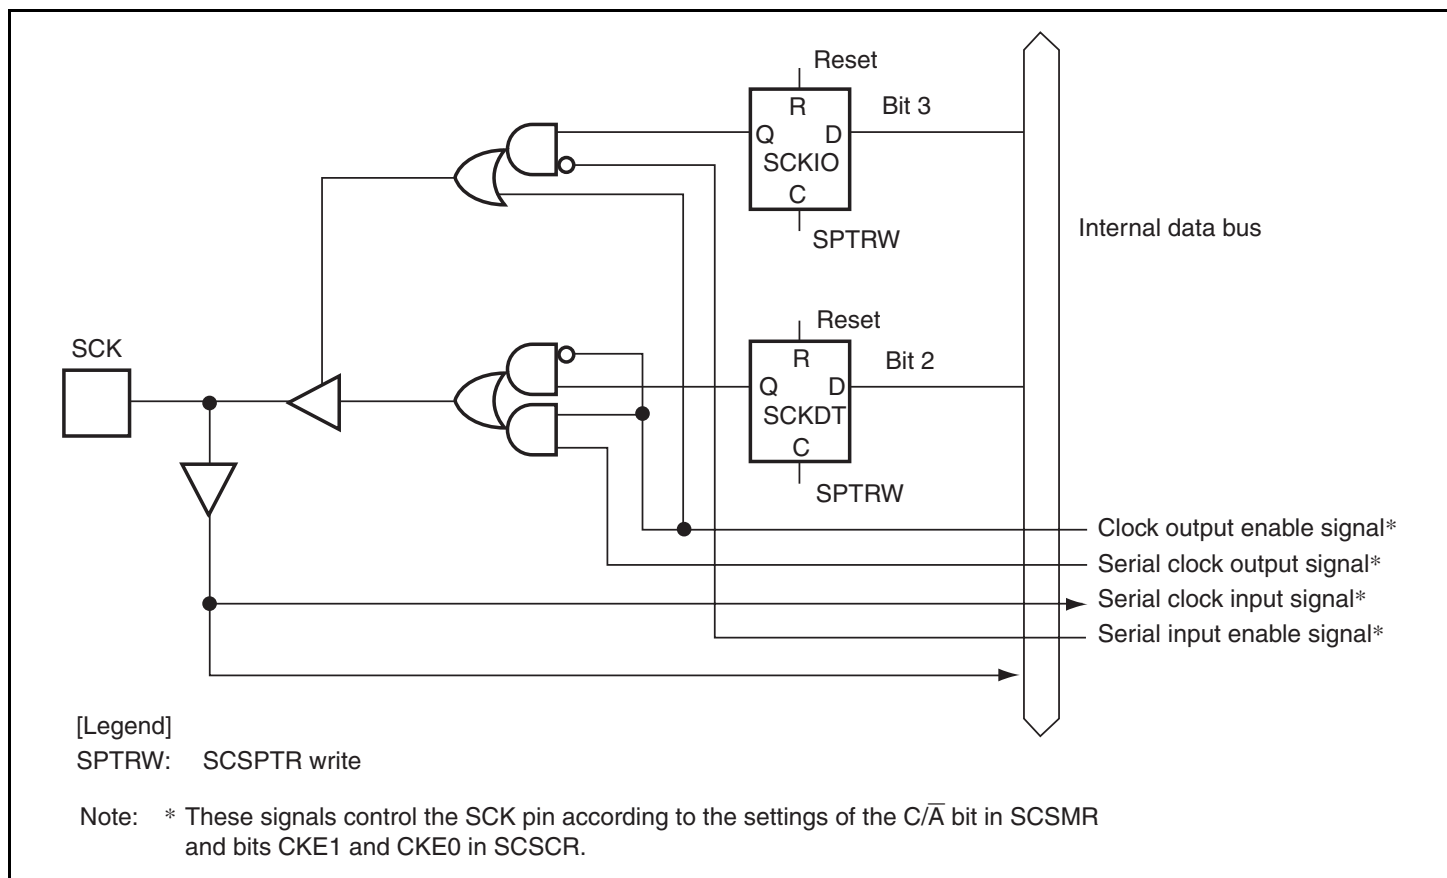 Reset
R
Bit 3
Q
D
SCKIO
C
SPTRW
Internal data bus
Reset
SCK
R
Bit 2
Q
D
SCKDT
C
SPTRW
Clock output enable signal*
Serial clock output signal*
Serial clock input signal*
Serial input enable signal*
[Legend]
SPTRW: SCSPTR write
Note: * These signals control the SCK pin according to the settings of the C/A̅ bit in SCSMR
and bits CKE1 and CKE0 in SCSCR.